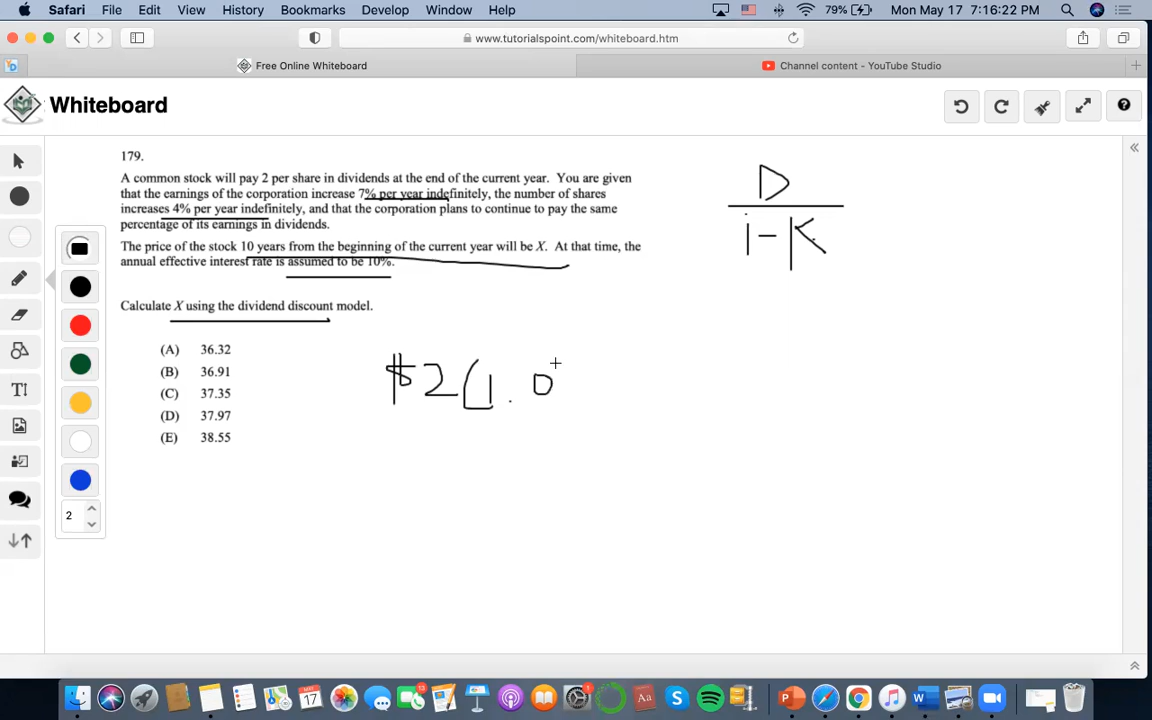 Safari File Edit View History Bookmarks Develop Window Help 79% Mon May 17 7:16:22 PM
www.tutorialspoint.com/whiteboard.htm
Free Online Whiteboard Channel content - YouTube Studio
Whiteboard
179.
A common stock will pay 2 per share in dividends at the end of the current year. You are given
that the earnings of the corporation increase 7% per year indefinitely, the number of shares
increases 4% per year indefinitely, and that the corporation plans to continue to pay the same
percentage of its earnings in dividends.
The price of the stock 10 years from the beginning of the current year will be X. At that time, the
annual effective interest rate is assumed to be 10%.
Calculate X using the dividend discount model.
(A) 36.32
(B) 36.91
(C) 37.35
(D) 37.97
(E) 38.55
D
i - K
$2(1.0
2